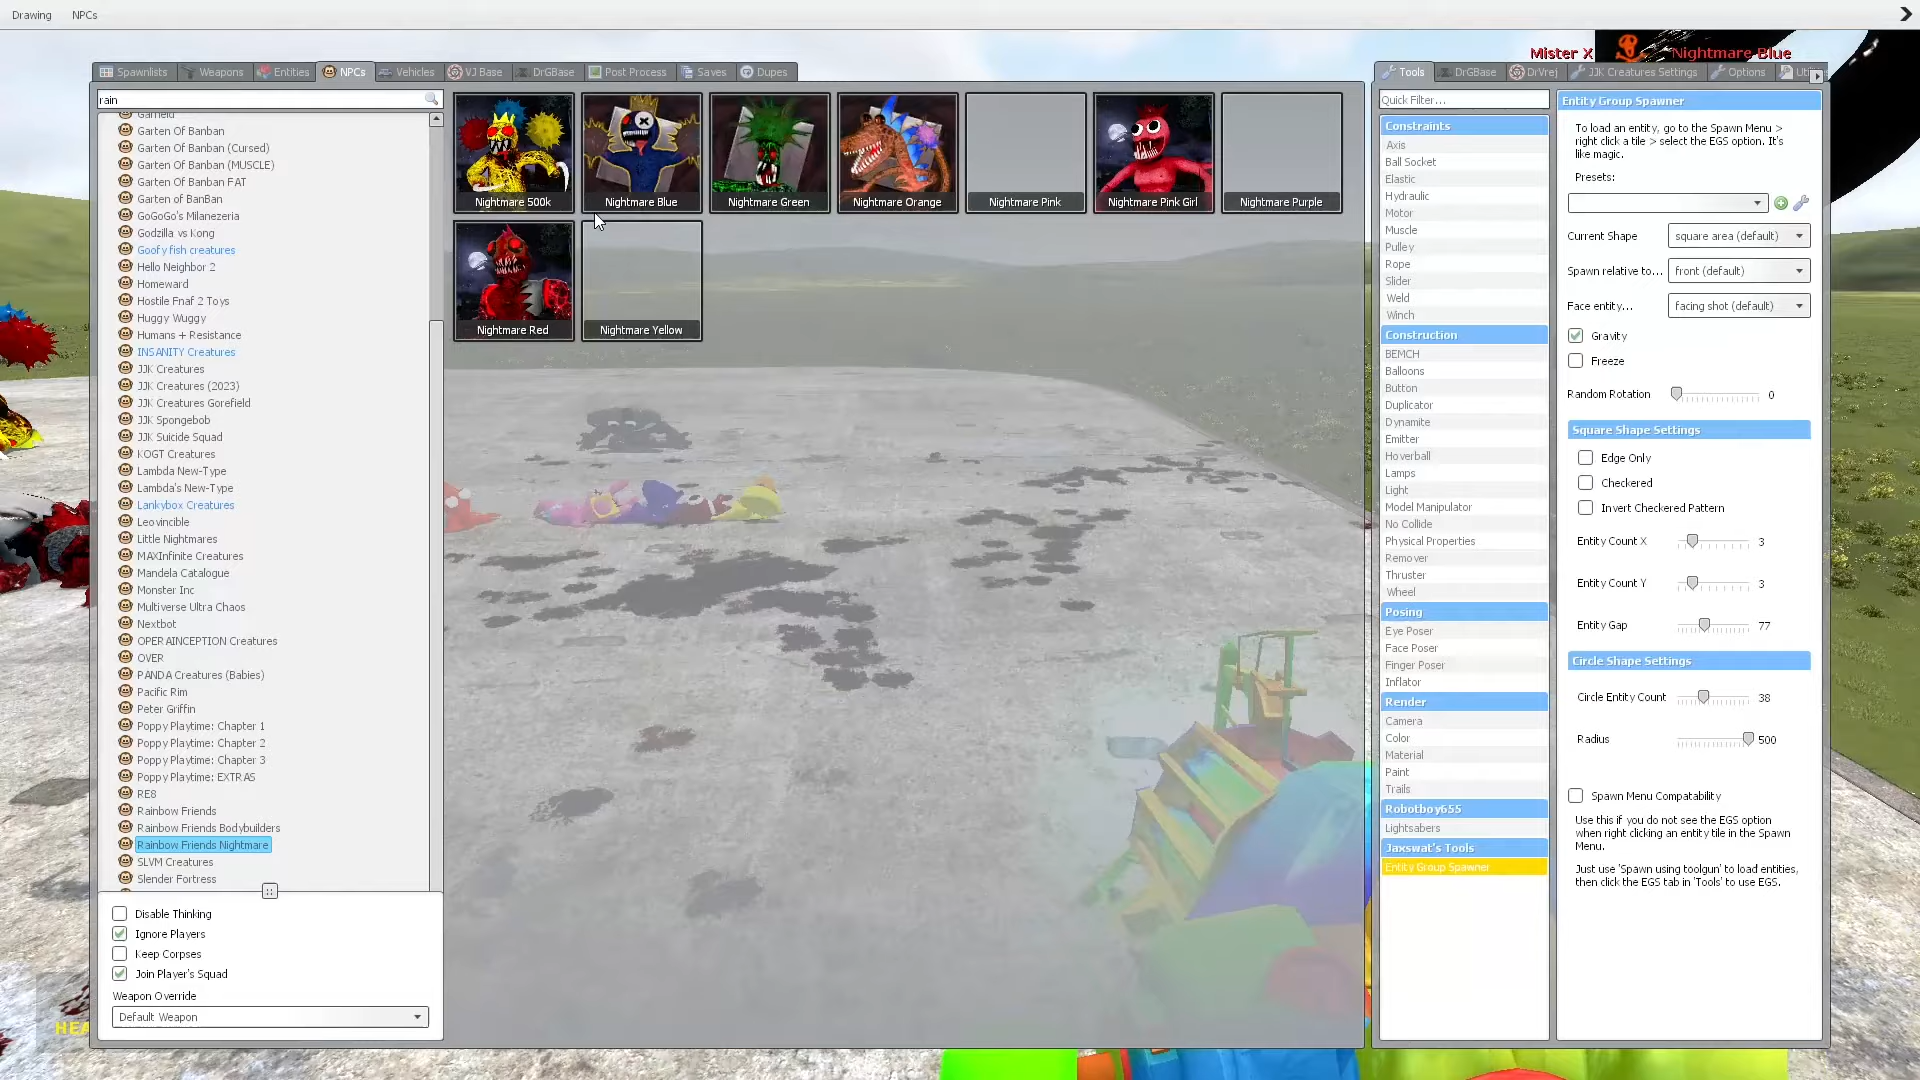 Drawing NPCs
Mister X Nightmare Blue
Spawnlists Weapons Entities NPCs Vehicles VJ Base DrGBase Post Process Saves Dupes
rain
Garfield
Garten Of Banban
Garten Of Banban (Cursed)
Garten Of Banban (MUSCLE)
Garten Of Banban FAT
Garten of BanBan
GoGoGo's Milanezeria
Godzilla vs Kong
Goofy fish creatures
Hello Neighbor 2
Homeward
Hostile Fnaf 2 Toys
Huggy Wuggy
Humans + Resistance
INSANITY Creatures
JJK Creatures
JJK Creatures (2023)
JJK Creatures Gorefield
JJK Spongebob
JJK Suicide Squad
KOGT Creatures
Lambda New-Type
Lambda's New-Type
Lankybox Creatures
Leovincible
Little Nightmares
MAXInfinite Creatures
Mandela Catalogue
Monster Inc
Multiverse Ultra Chaos
Nextbot
OPERAINCEPTION Creatures
OVER
PANDA Creatures (Babies)
Pacific Rim
Peter Griffin
Poppy Playtime: Chapter 1
Poppy Playtime: Chapter 2
Poppy Playtime: Chapter 3
Poppy Playtime: EXTRAS
RE8
Rainbow Friends
Rainbow Friends Bodybuilders
Rainbow Friends Nightmare
SLVM Creatures
Slender Fortress
Disable Thinking
Ignore Players
Keep Corpses
Join Player's Squad
Weapon Override
Default Weapon
HEA
Nightmare 500k
Nightmare Blue
Nightmare Green
Nightmare Orange
Nightmare Pink
Nightmare Pink Girl
Nightmare Purple
Nightmare Red
Nightmare Yellow
Tools DrGBase DrVrej JJK Creatures Settings Options Uti
Quick Filter...
Constraints
Axis
Ball Socket
Elastic
Hydraulic
Motor
Muscle
Pulley
Rope
Slider
Weld
Winch
Construction
BEMCH
Balloons
Button
Duplicator
Dynamite
Emitter
Hoverball
Lamps
Light
Model Manipulator
No Collide
Physical Properties
Remover
Thruster
Wheel
Posing
Eye Poser
Face Poser
Finger Poser
Inflator
Render
Camera
Color
Material
Paint
Trails
Robotboy655
Lightsabers
Jaxswat's Tools
Entity Group Spawner
Entity Group Spawner
To load an entity, go to the Spawn Menu >
right click a tile > select the EGS option. It's
like magic.
Presets:
Current Shape square area (default)
Spawn relative to... front (default)
Face entity... facing shot (default)
Gravity
Freeze
Random Rotation 0
Square Shape Settings
Edge Only
Checkered
Invert Checkered Pattern
Entity Count X 3
Entity Count Y 3
Entity Gap 77
Circle Shape Settings
Circle Entity Count 38
Radius 500
Spawn Menu Compatability
Use this if you do not see the EGS option
when right clicking an entity tile in the Spawn
Menu.
Just use 'Spawn using toolgun' to load entities,
then click the EGS tab in 'Tools' to use EGS.